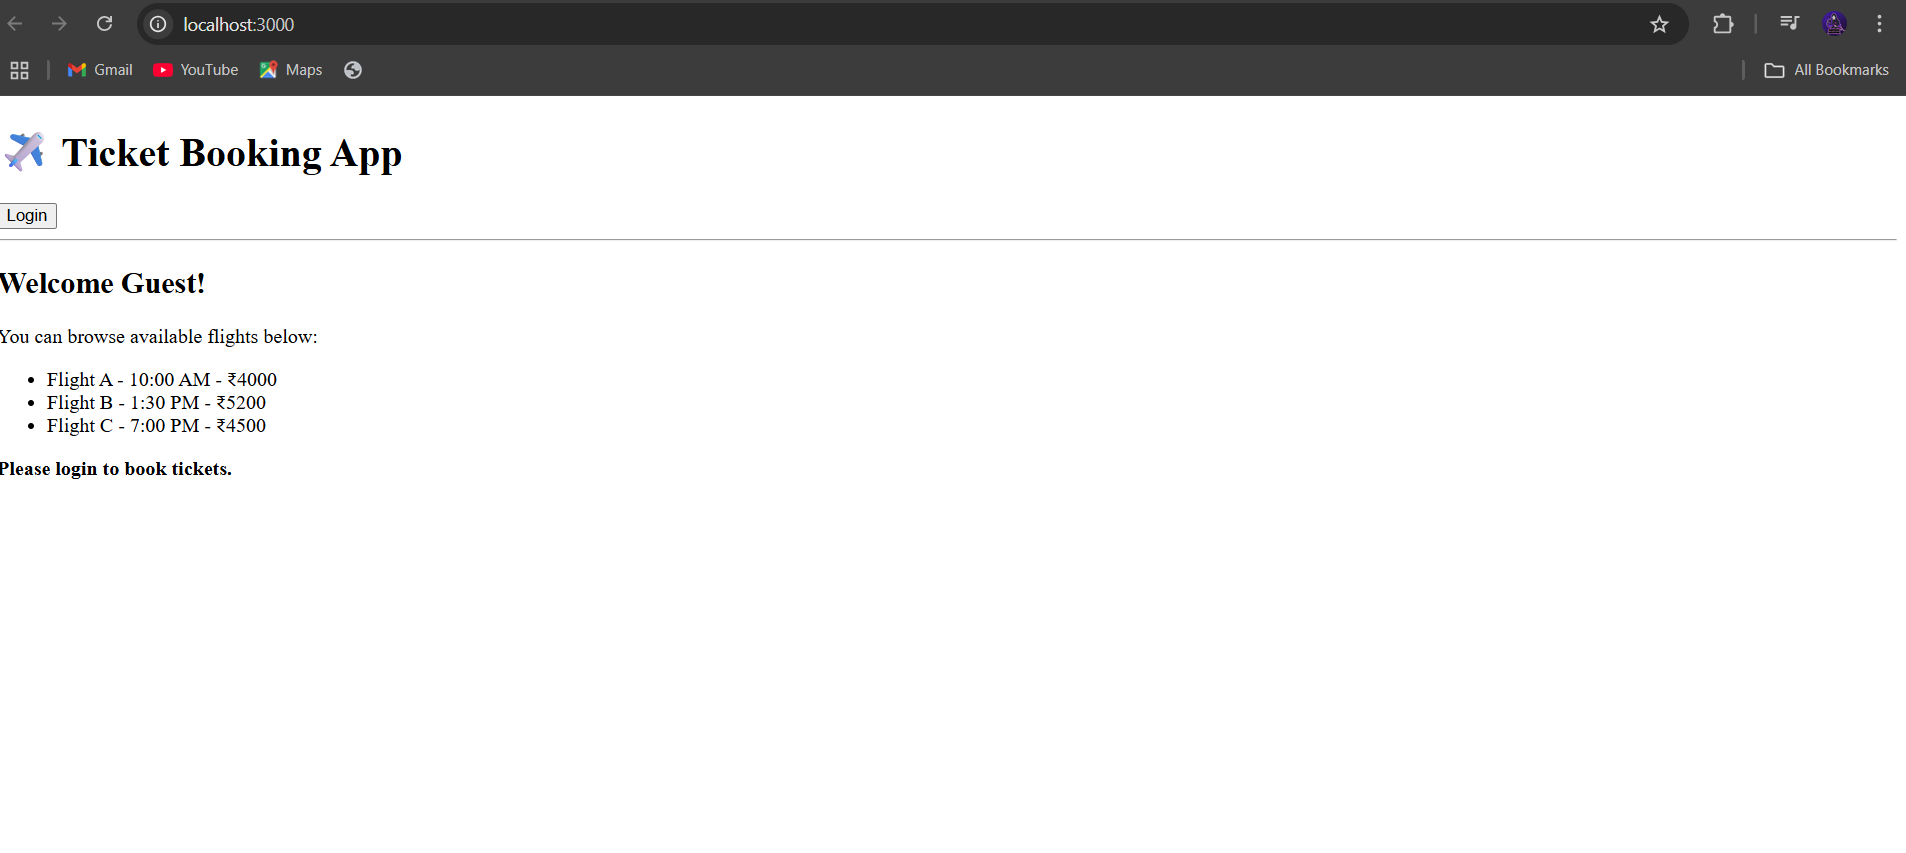 localhost:3000
Gmail YouTube Maps All Bookmarks
Ticket Booking App
Login
Welcome Guest!
You can browse available flights below:
Flight A - 10:00 AM - ₹4000
Flight B - 1:30 PM - ₹5200
Flight C - 7:00 PM - ₹4500
Please login to book tickets.